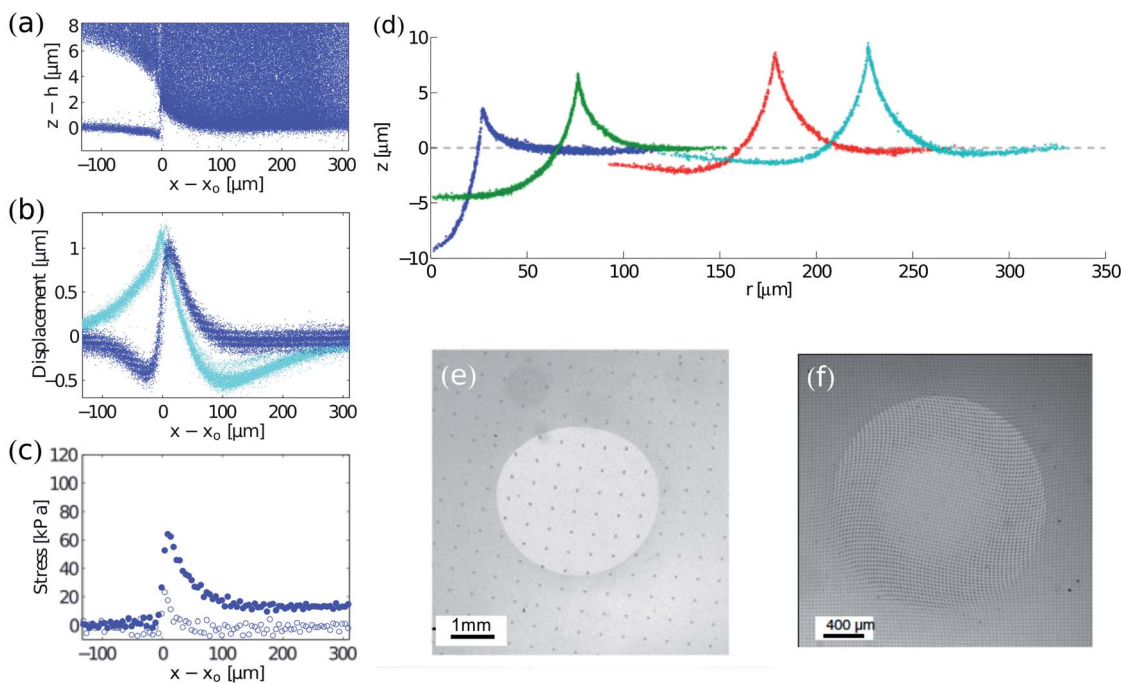 (a)
z − h [µm]
8
6
4
2
0
−100 0 100 200 300
x − xₒ [µm]
(b)
Displacement [µm]
1
0.5
0
−0.5
−100 0 100 200 300
x − xₒ [µm]
(c)
Stress [kPa]
120
100
80
60
40
20
0
−100 0 100 200 300
x − xₒ [µm]
(d)
z [µm]
10
5
0
−5
−10
0 50 100 150 200 250 300 350
r [µm]
(e)
1mm
(f)
400 µm